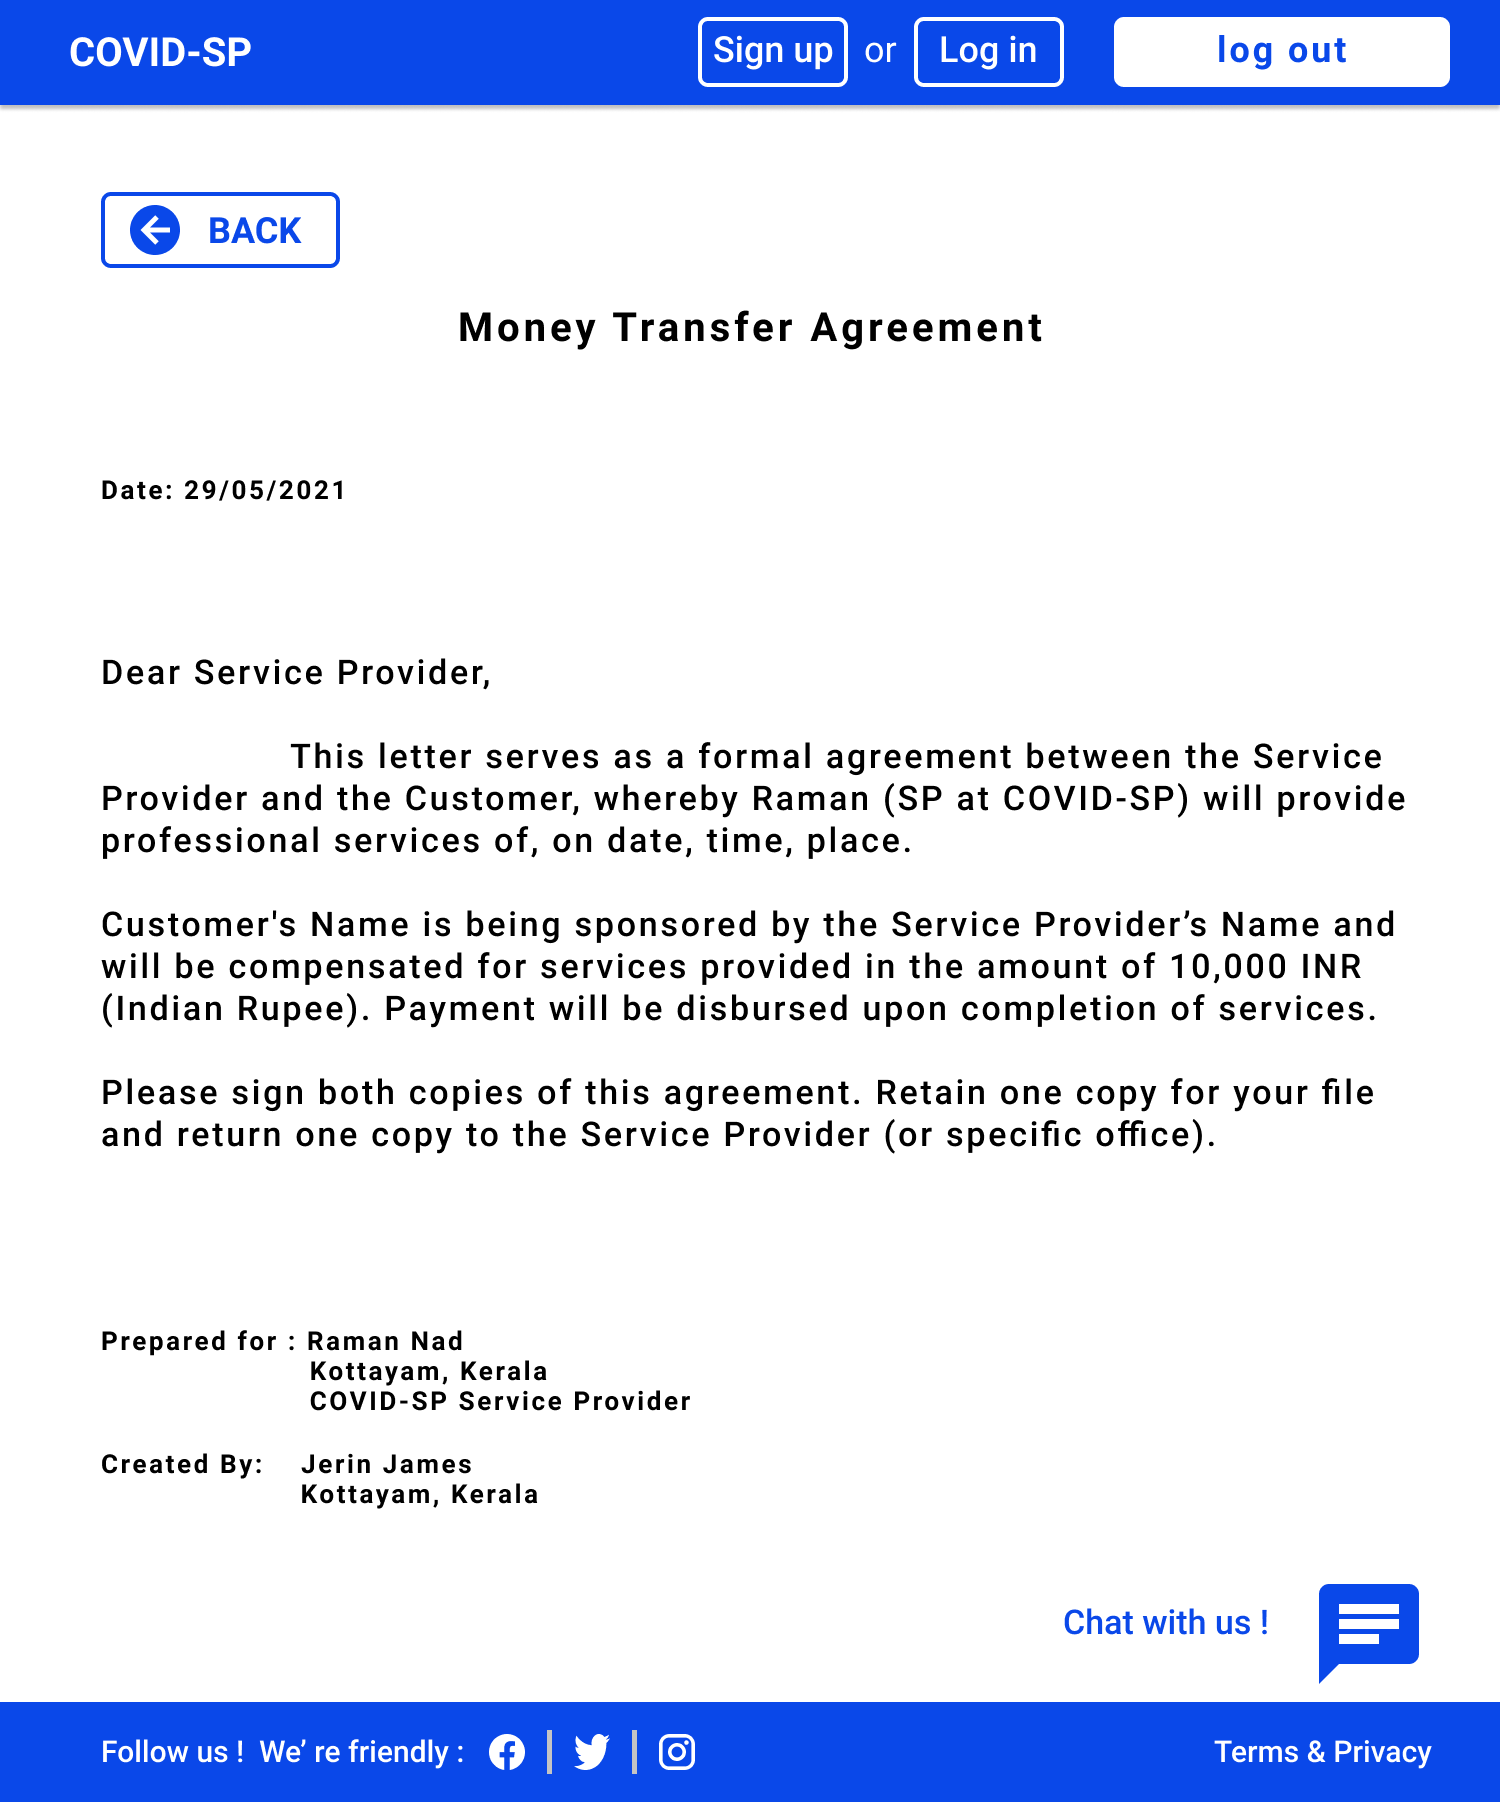 COVID-SP
Sign up or Log in
log out
BACK
Money Transfer Agreement
Date: 29/05/2021
Dear Service Provider,
This letter serves as a formal agreement between the Service
Provider and the Customer, whereby Raman (SP at COVID-SP) will provide
professional services of, on date, time, place.
Customer's Name is being sponsored by the Service Provider’s Name and
will be compensated for services provided in the amount of 10,000 INR
(Indian Rupee). Payment will be disbursed upon completion of services.
Please sign both copies of this agreement. Retain one copy for your file
and return one copy to the Service Provider (or specific office).
Prepared for : Raman Nad
Kottayam, Kerala
COVID-SP Service Provider
Created By: Jerin James
Kottayam, Kerala
Chat with us !
Follow us ! We’ re friendly :
Terms & Privacy